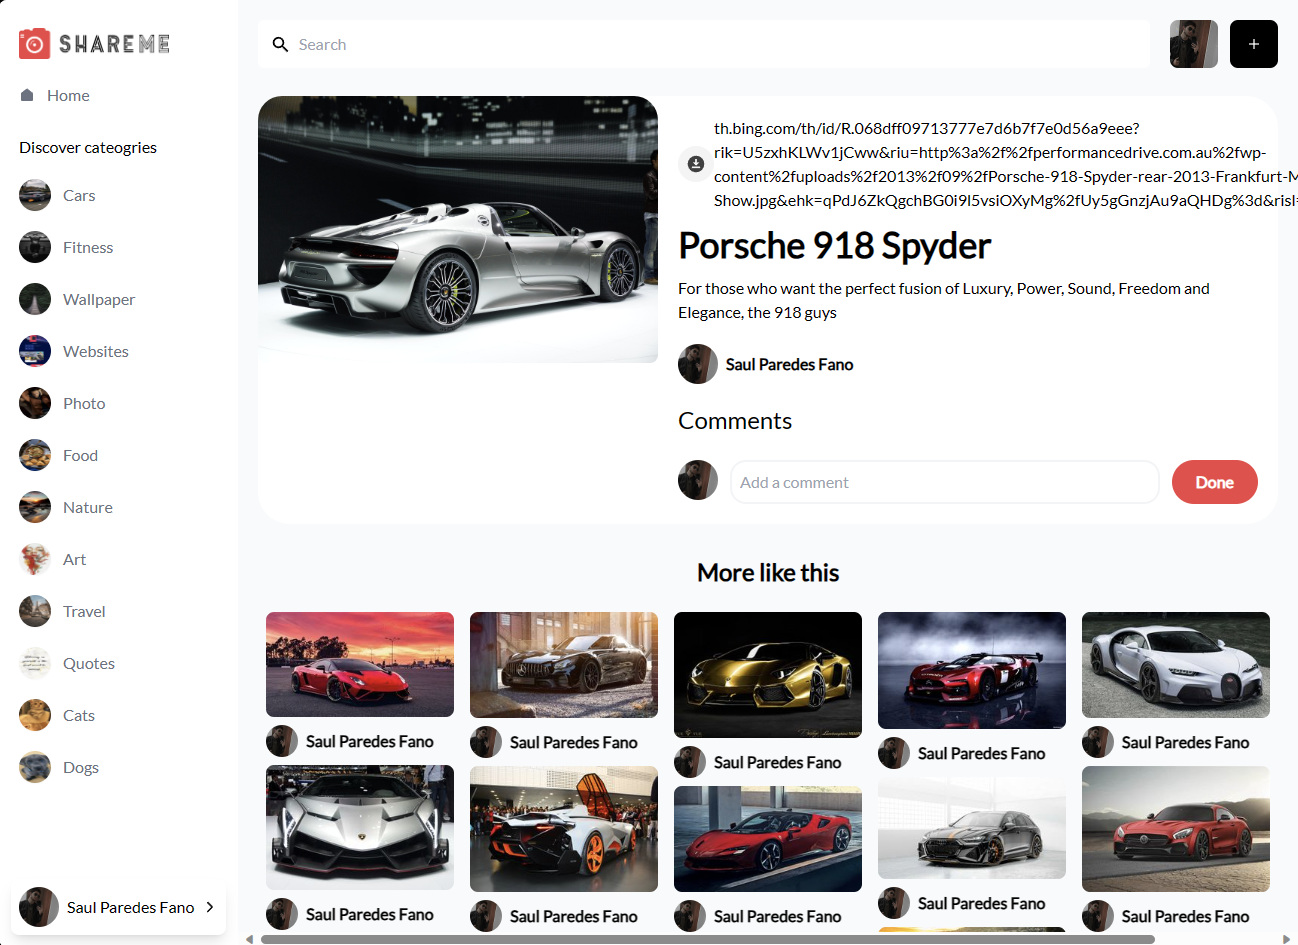 SHAREME
Search
Home
Discover cateogries
Cars
Fitness
Wallpaper
Websites
Photo
Food
Nature
Art
Travel
Quotes
Cats
Dogs
Saul Paredes Fano
th.bing.com/th/id/R.068dff09713777e7d6b7f7e0d56a9eee?
rik=U5zxhKLWv1jCww&riu=http%3a%2f%2fperformancedrive.com.au%2fwp-
content%2fuploads%2f2013%2f09%2fPorsche-918-Spyder-rear-2013-Frankfurt-M
Show.jpg&ehk=qPdJ6ZkQgchBG0i9l5vsiOXyMg%2fUy5gGnzjAu9aQHDg%3d&risl=
Porsche 918 Spyder
For those who want the perfect fusion of Luxury, Power, Sound, Freedom and
Elegance, the 918 guys
Saul Paredes Fano
Comments
Add a comment
Done
More like this
Saul Paredes Fano
Saul Paredes Fano
Saul Paredes Fano
Saul Paredes Fano
Saul Paredes Fano
Saul Paredes Fano
Saul Paredes Fano
Saul Paredes Fano
Saul Paredes Fano
Saul Paredes Fano